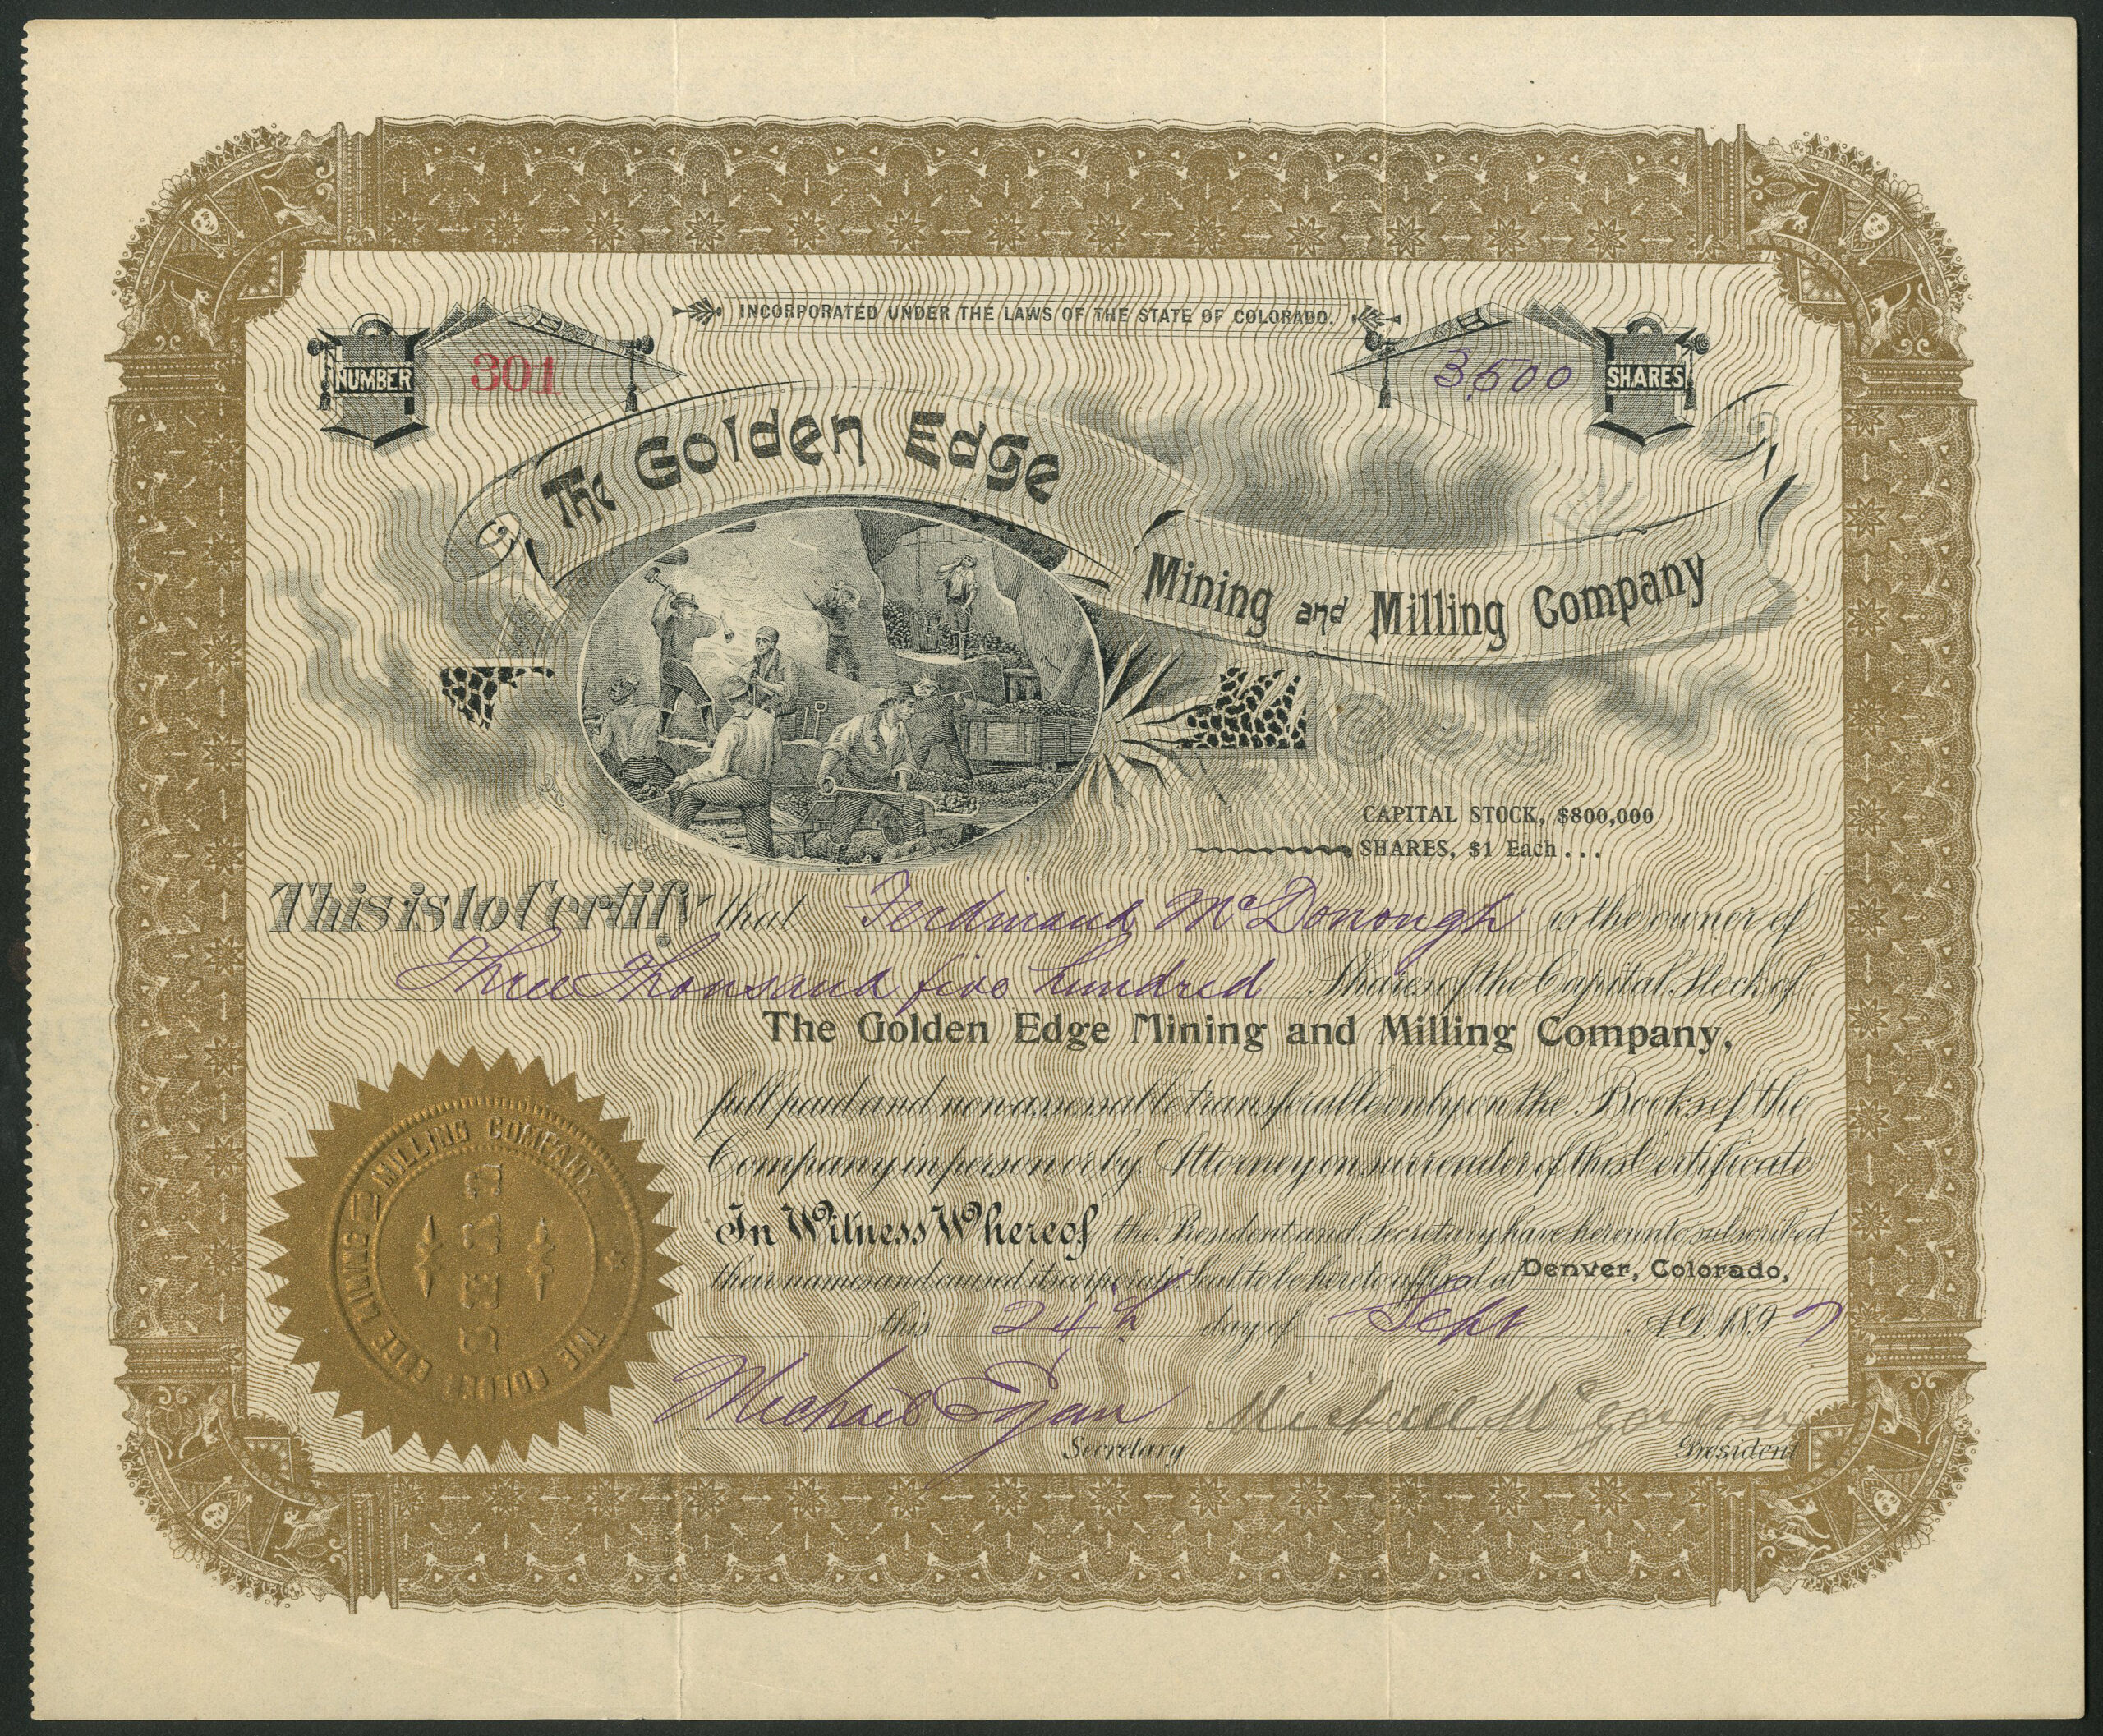 INCORPORATED UNDER THE LAWS OF THE STATE OF COLORADO.
NUMBER 301
3,500 SHARES
The Golden Edge
Mining and Milling Company
CAPITAL STOCK, $800,000
SHARES, $1 Each...
This is to Certify that Ferdinand McDonough is the owner of
Three Thousand five hundred Shares of the Capital Stock of
The Golden Edge Mining and Milling Company,
full paid and non assessable transferable only on the Books of the
Company in person or by Attorney on surrender of this Certificate
In Witness Whereof the President and Secretary have hereunto subscribed
their names and caused its corporate Seal to be hereto affixed at Denver, Colorado,
this 24th day of Sept A.D. 1897
Michael Egan Michael
Secretary President
THE GOLDEN EDGE MINING MILLING COMPANY.
SEAL